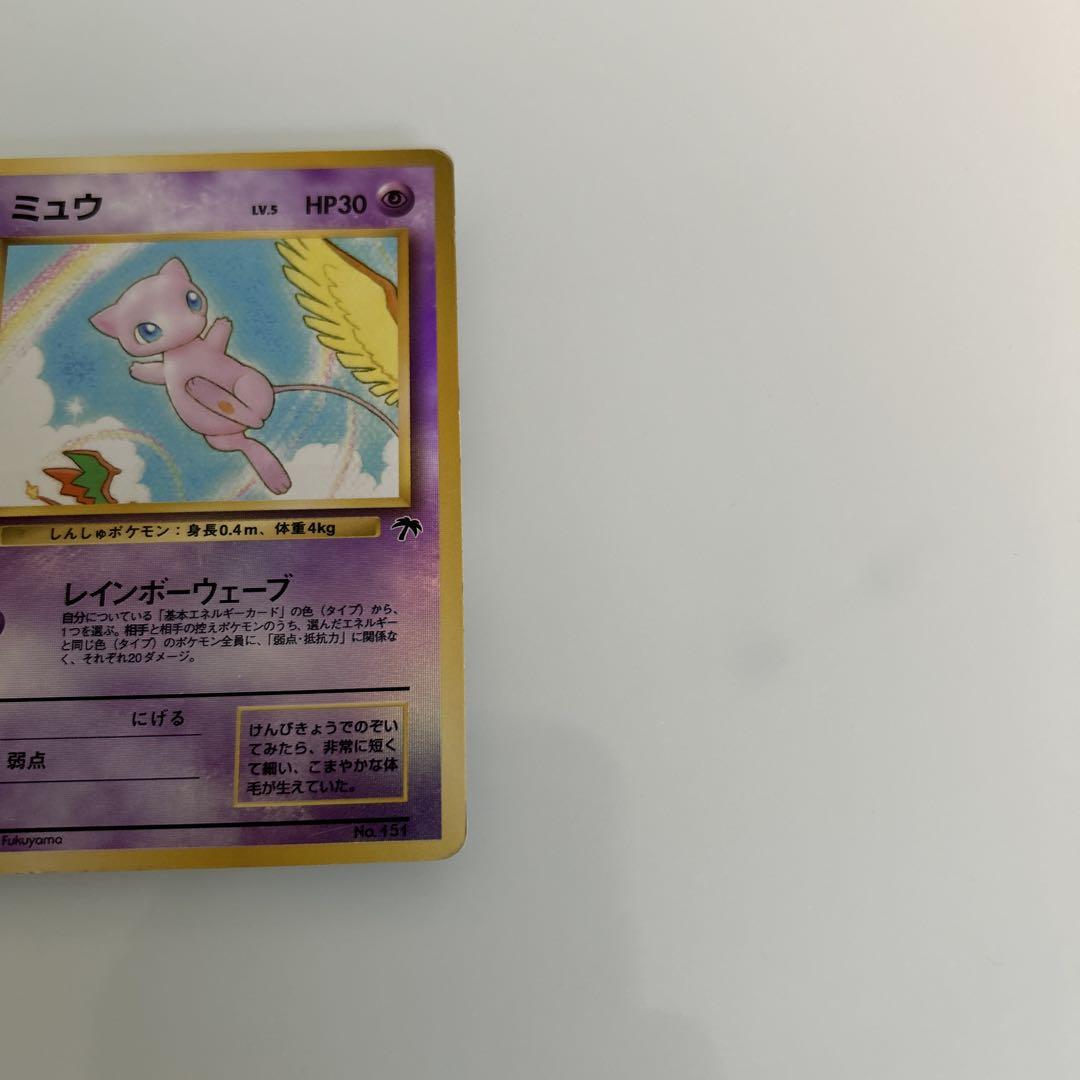 ミュウ LV.5 HP30
しんしゅポケモン：身長0.4m、体重4kg
レインボーウェーブ
自分についている「基本エネルギーカード」の色（タイプ）から、
1つを選ぶ。相手と相手の控えポケモンのうち、選んだエネルギー
と同じ色（タイプ）のポケモン全員に、「弱点・抵抗力」に関係な
く、それぞれ20ダメージ。
にげる
弱点
けんびきょうでのぞい
てみたら、非常に短く
て細い、こまやかな体
毛が生えていた。
Fukuyama
No. 151